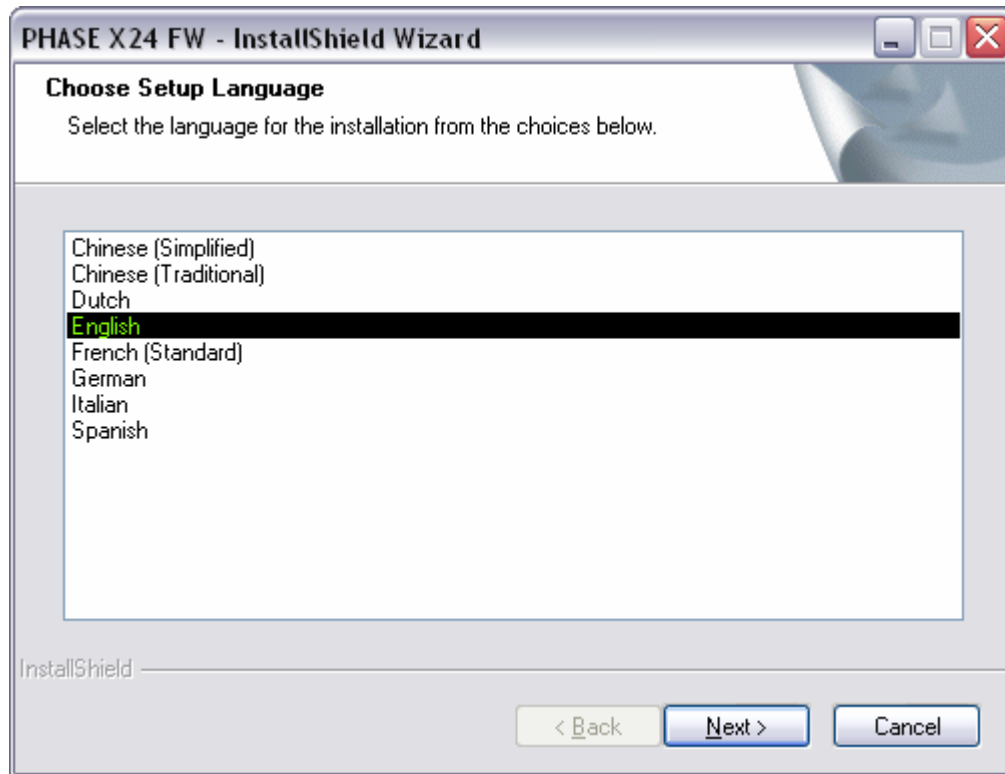 PHASE X24 FW - InstallShield Wizard
Choose Setup Language
Select the language for the installation from the choices below.
Chinese (Simplified)
Chinese (Traditional)
Dutch
English
French (Standard)
German
Italian
Spanish
InstallShield
< Back
Next >
Cancel